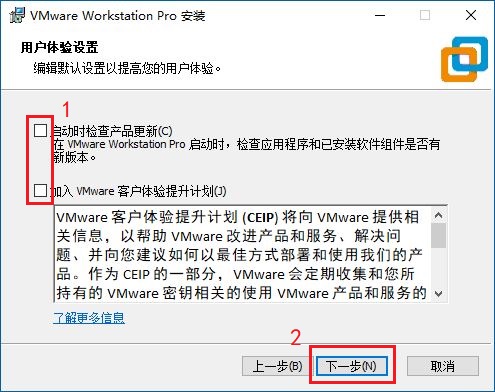 VMware Workstation Pro 安装
用户体验设置
编辑默认设置以提高您的用户体验。
1
启动时检查产品更新(C)
在 VMware Workstation Pro 启动时，检查应用程序和已安装软件组件是否有
新版本。
加入 VMware 客户体验提升计划(J)
VMware 客户体验提升计划 (CEIP) 将向 VMware 提供相
关信息，以帮助 VMware 改进产品和服务、解决问
题、并向您建议如何以最佳方式部署和使用我们的产
品。作为 CEIP 的一部分，VMware 会定期收集和您所
持有的 VMware 密钥相关的使用 VMware 产品和服务的
了解更多信息
2
上一步(B)
下一步(N)
取消